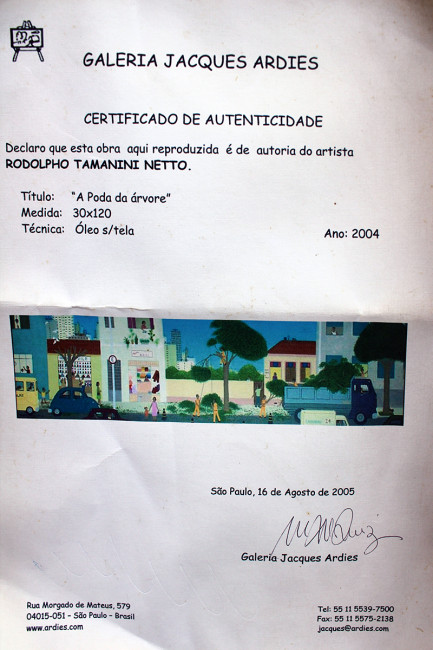 GALERIA JACQUES ARDIES
CERTIFICADO DE AUTENTICIDADE
Declaro que esta obra aqui reproduzida é de autoria do artista
RODOLPHO TAMANINI NETTO.
Título: "A Poda da árvore"
Medida: 30x120
Técnica: Óleo s/tela
Ano: 2004
São Paulo, 16 de Agosto de 2005
Galeria Jacques Ardies
Rua Morgado de Mateus, 579
04015-051 – São Paulo – Brasil
www.ardies.com
Tel: 55 11 5539-7500
Fax: 55 11 5575-2138
jacques@ardies.com